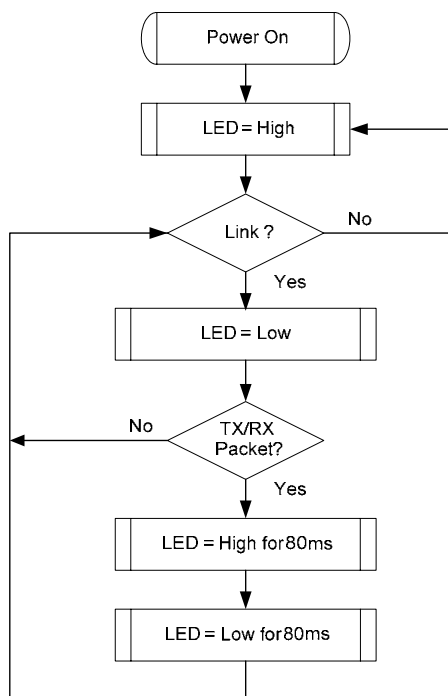 Power On
LED = High
Link ?
No
Yes
LED = Low
No
TX/RX
Packet?
Yes
LED = High for80ms
LED = Low for80ms